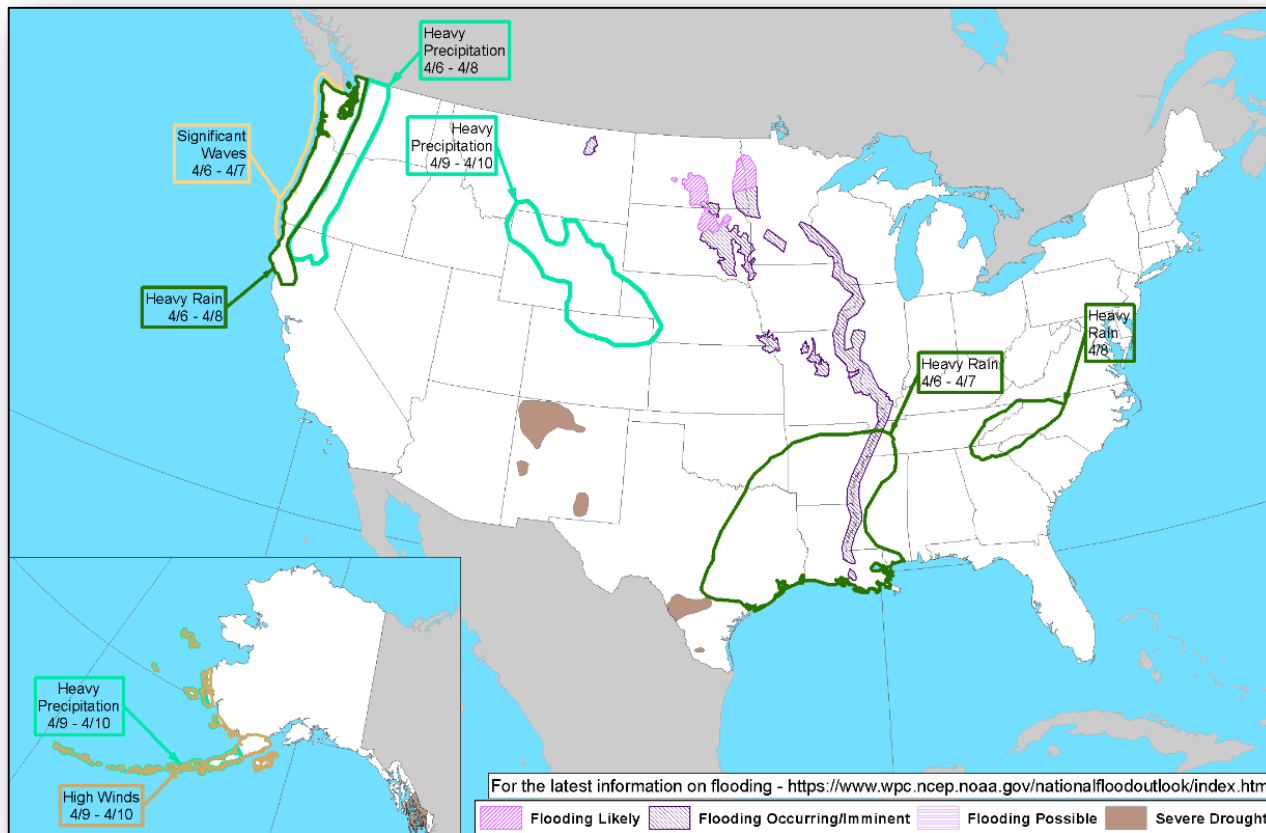 Heavy
Precipitation
4/6 - 4/8
Heavy
Precipitation
4/9 - 4/10
Significant
Waves
4/6 - 4/7
Heavy Rain
4/6 - 4/8
Heavy
Rain
4/8
Heavy Rain
4/6 - 4/7
Heavy
Precipitation
4/9 - 4/10
High Winds
4/9 - 4/10
For the latest information on flooding - https://www.wpc.ncep.noaa.gov/nationalfloodoutlook/index.htm
Flooding Likely
Flooding Occurring/Imminent
Flooding Possible
Severe Drought